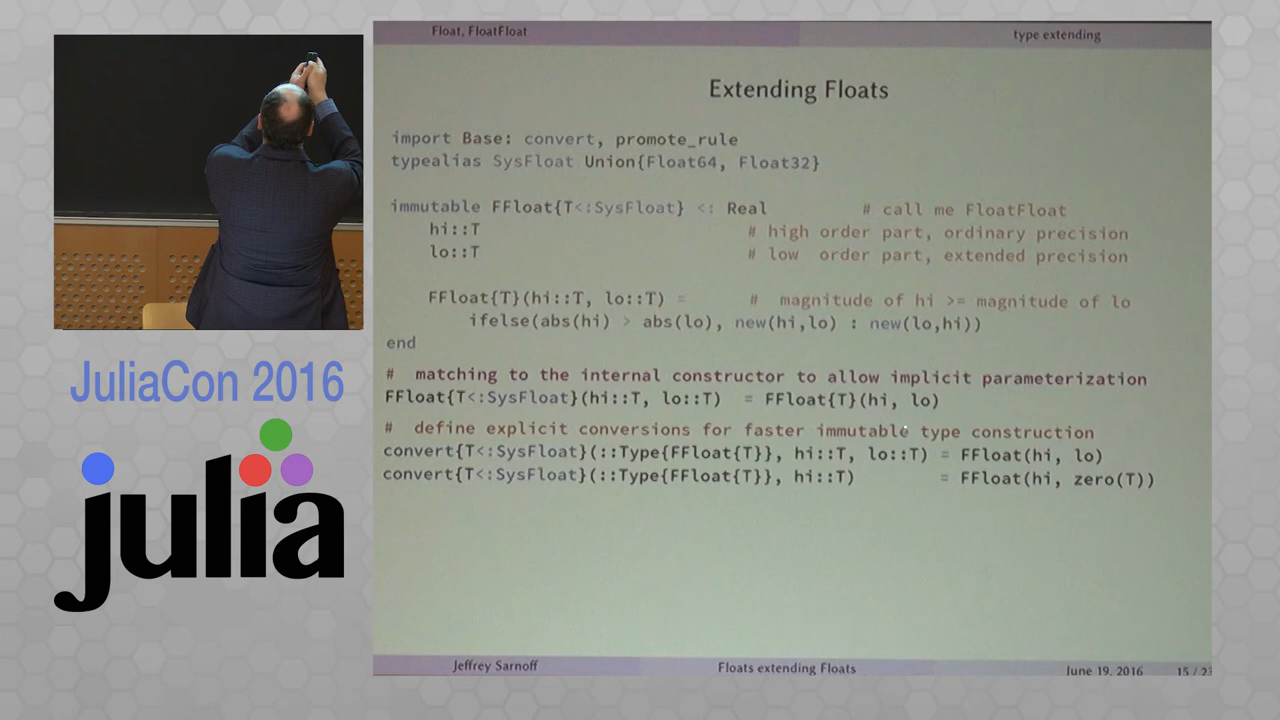 Float, FloatFloat
type extending
Extending Floats
import Base: convert, promote_rule
typealias SysFloat Union{Float64, Float32}
immutable FFloat{T<:SysFloat} <: Real # call me FloatFloat
hi::T # high order part, ordinary precision
lo::T # low order part, extended precision
FFloat{T}(hi::T, lo::T) = # magnitude of hi >= magnitude of lo
ifelse(abs(hi) > abs(lo), new(hi,lo) : new(lo,hi))
end
# matching to the internal constructor to allow implicit parameterization
FFloat{T<:SysFloat}(hi::T, lo::T) = FFloat{T}(hi, lo)
# define explicit conversions for faster immutable type construction
convert{T<:SysFloat}(::Type{FFloat{T}}, hi::T, lo::T) = FFloat(hi, lo)
convert{T<:SysFloat}(::Type{FFloat{T}}, hi::T) = FFloat(hi, zero(T))
Jeffrey Sarnoff
Floats extending Floats
June 19, 2016
15 / 23
JuliaCon 2016
julia